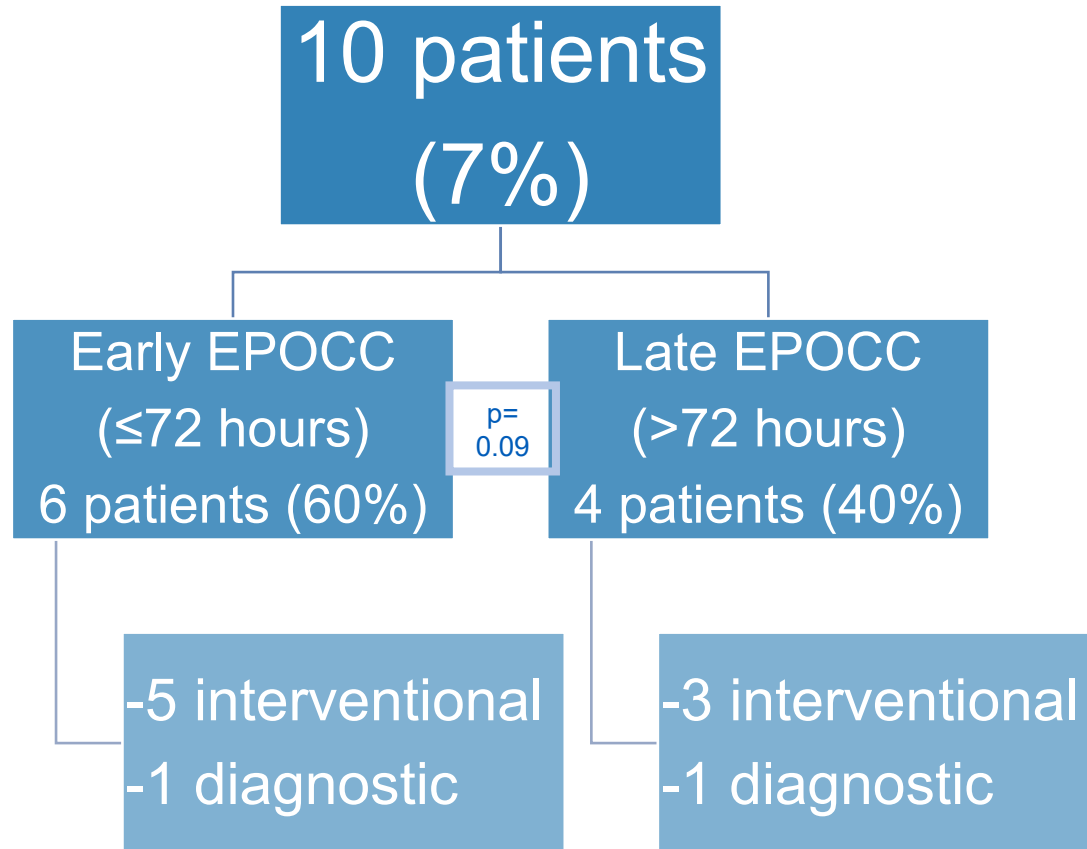 10 patients
(7%)
Early EPOCC
(≤72 hours)
6 patients (60%)
p=
0.09
Late EPOCC
(>72 hours)
4 patients (40%)
-5 interventional
-1 diagnostic
-3 interventional
-1 diagnostic